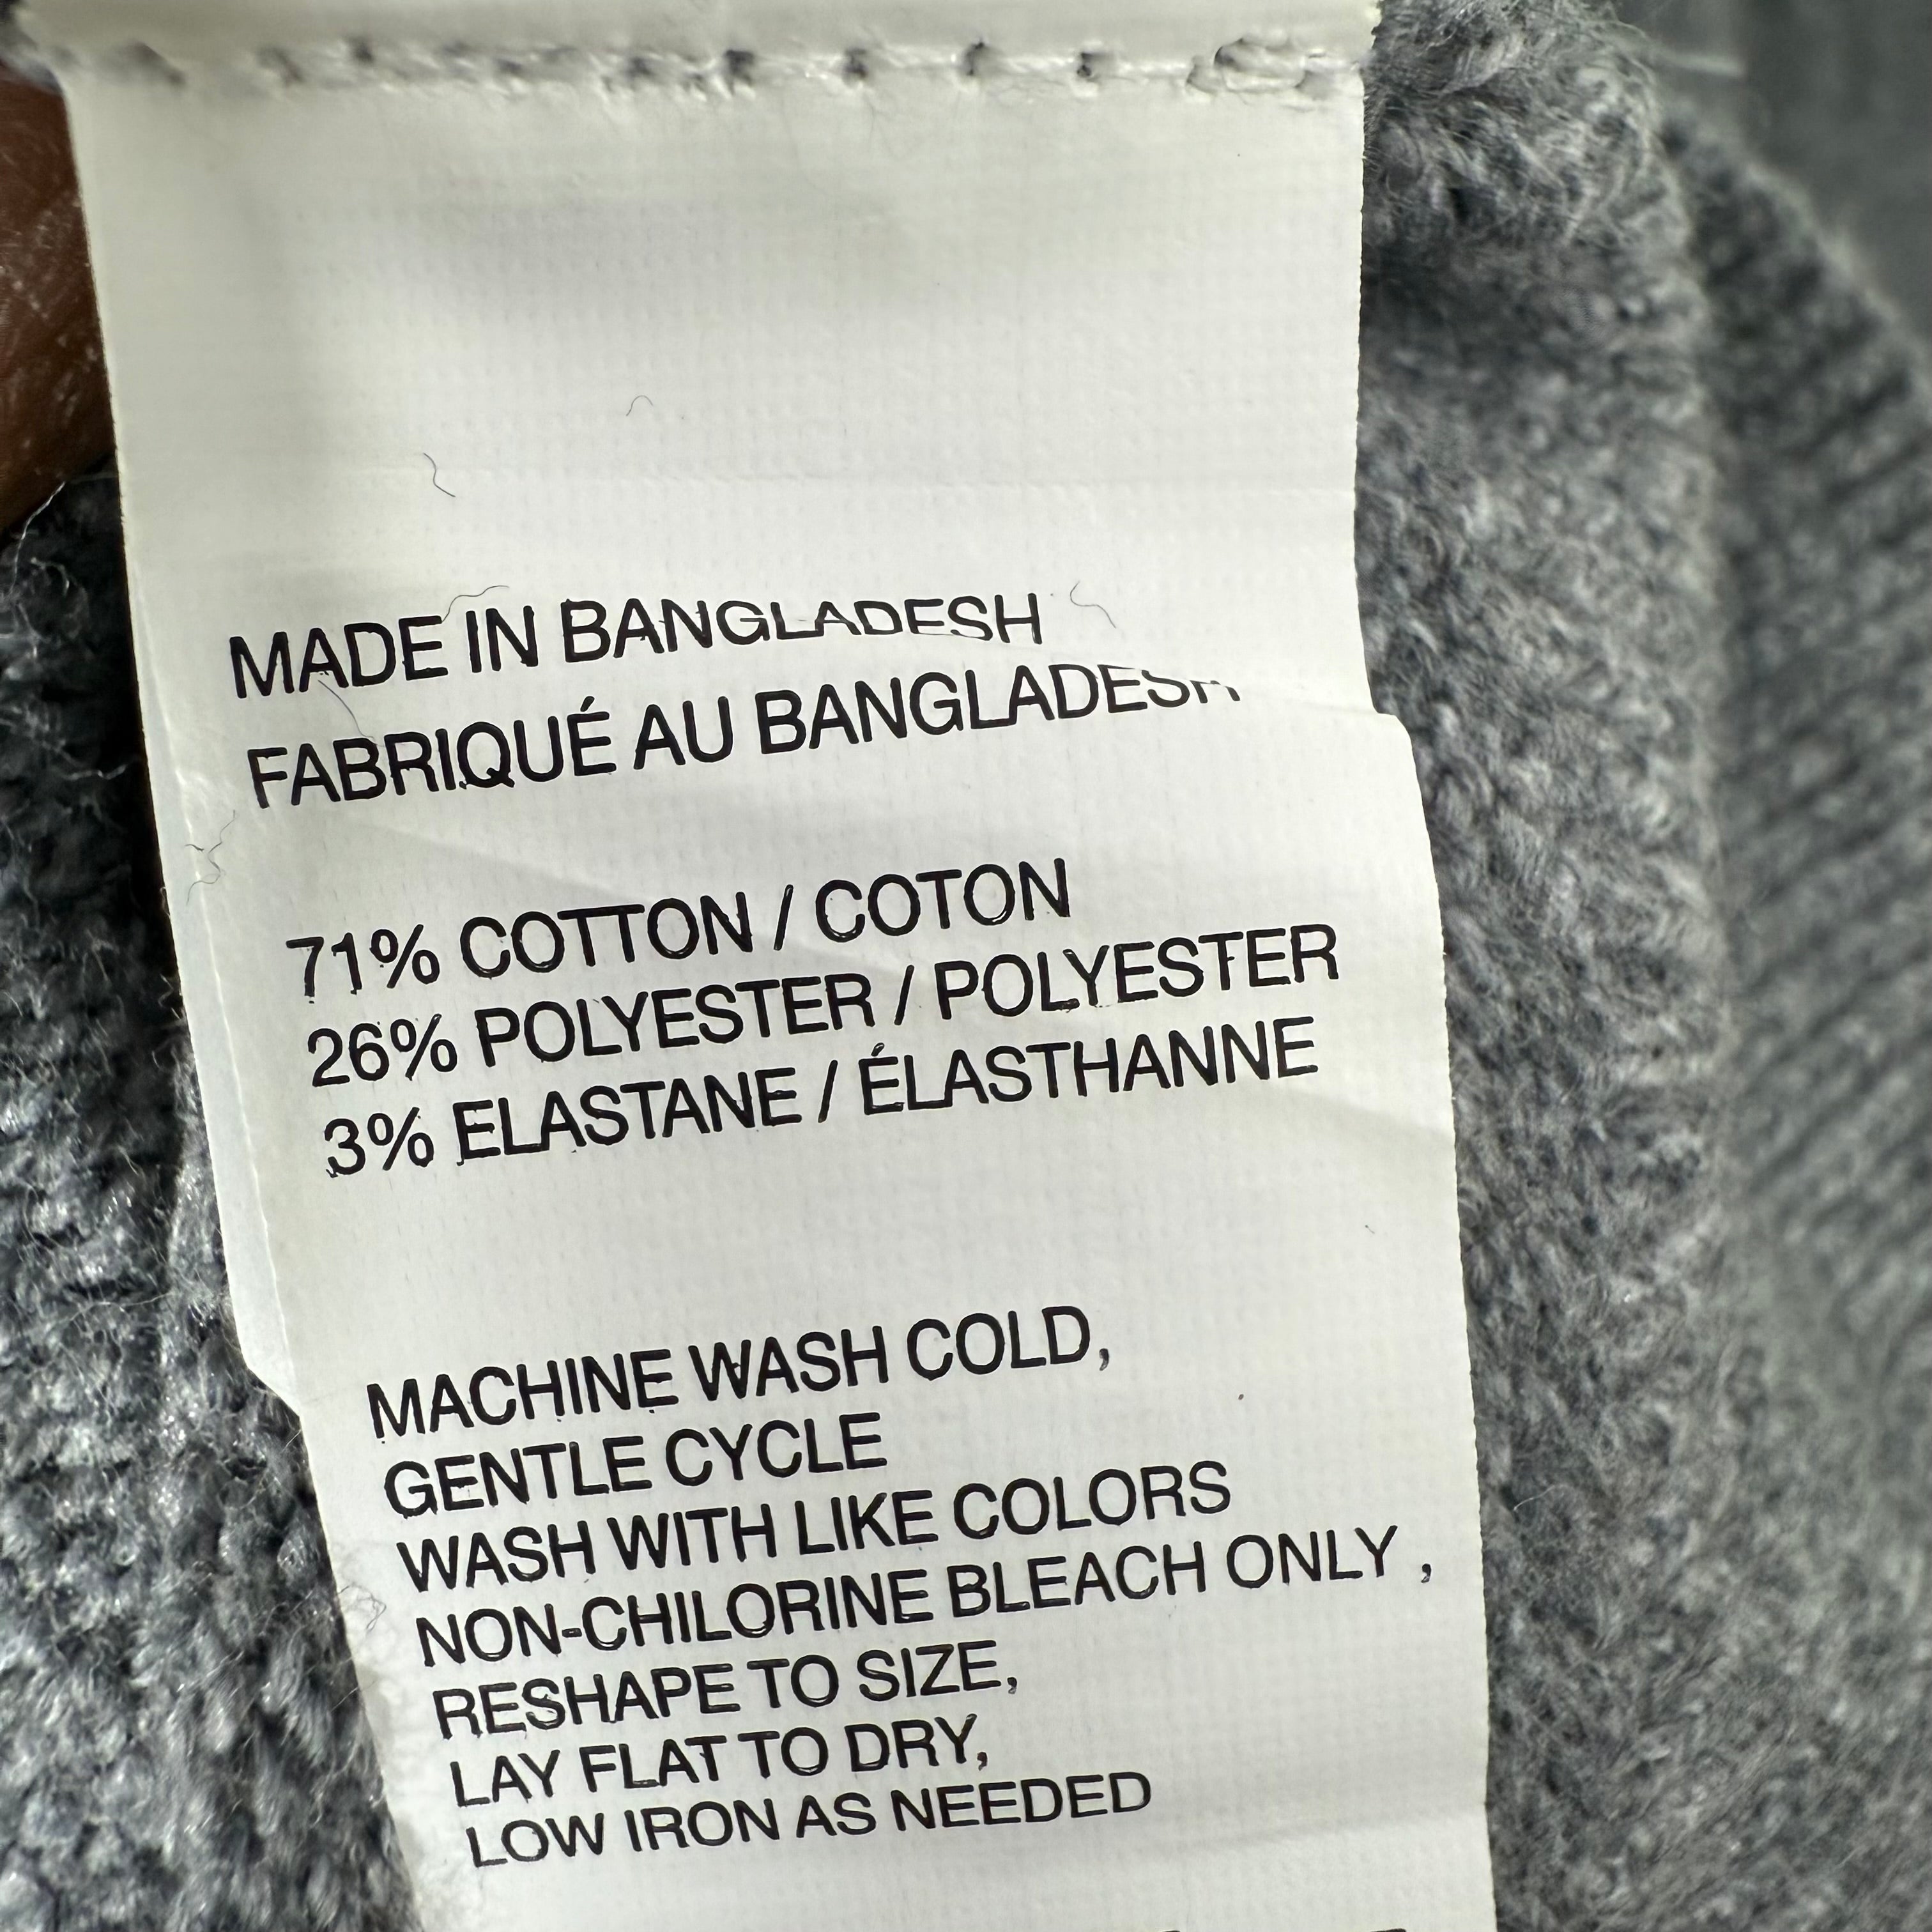 MADE IN BANGLADESH
FABRIQUÉ AU BANGLADESH
71% COTTON / COTON
26% POLYESTER / POLYESTER
3% ELASTANE / ÉLASTHANNE
MACHINE WASH COLD,
GENTLE CYCLE
WASH WITH LIKE COLORS
NON-CHILORINE BLEACH ONLY ,
RESHAPE TO SIZE,
LAY FLAT TO DRY,
LOW IRON AS NEEDED